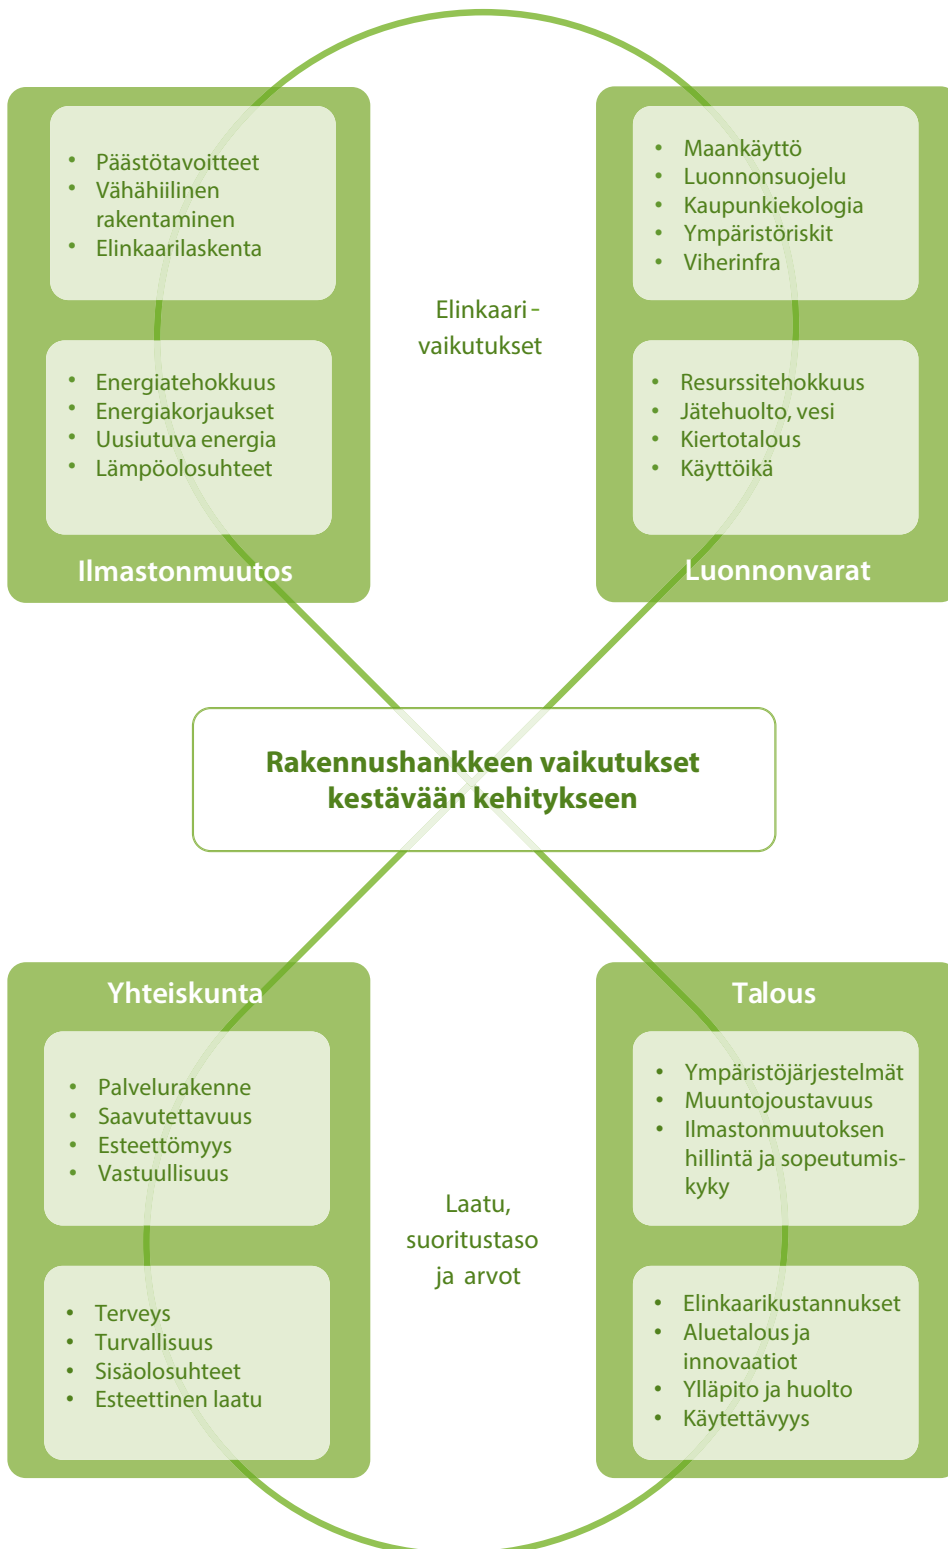 • Päästötavoitteet
• Vähähiilinen
rakentaminen
• Elinkaarilaskenta
• Energiatehokkuus
• Energiakorjaukset
• Uusiutuva energia
• Lämpöolosuhteet
Ilmastonmuutos
Elinkaari-
vaikutukset
• Maankäyttö
• Luonnonsuojelu
• Kaupunkiekologia
• Ympäristöriskit
• Viherinfra
• Resurssitehokkuus
• Jätehuolto, vesi
• Kiertotalous
• Käyttöikä
Luonnonvarat
Rakennushankkeen vaikutukset
kestävään kehitykseen
Yhteiskunta
• Palvelurakenne
• Saavutettavuus
• Esteettömyys
• Vastuullisuus
• Terveys
• Turvallisuus
• Sisäolosuhteet
• Esteettinen laatu
Laatu,
suoritustaso
ja arvot
Talous
• Ympäristöjärjestelmät
• Muuntojoustavuus
• Ilmastonmuutoksen
hillintä ja sopeutumis-
kyky
• Elinkaarikustannukset
• Aluetalous ja
innovaatiot
• Ylläpito ja huolto
• Käytettävyys